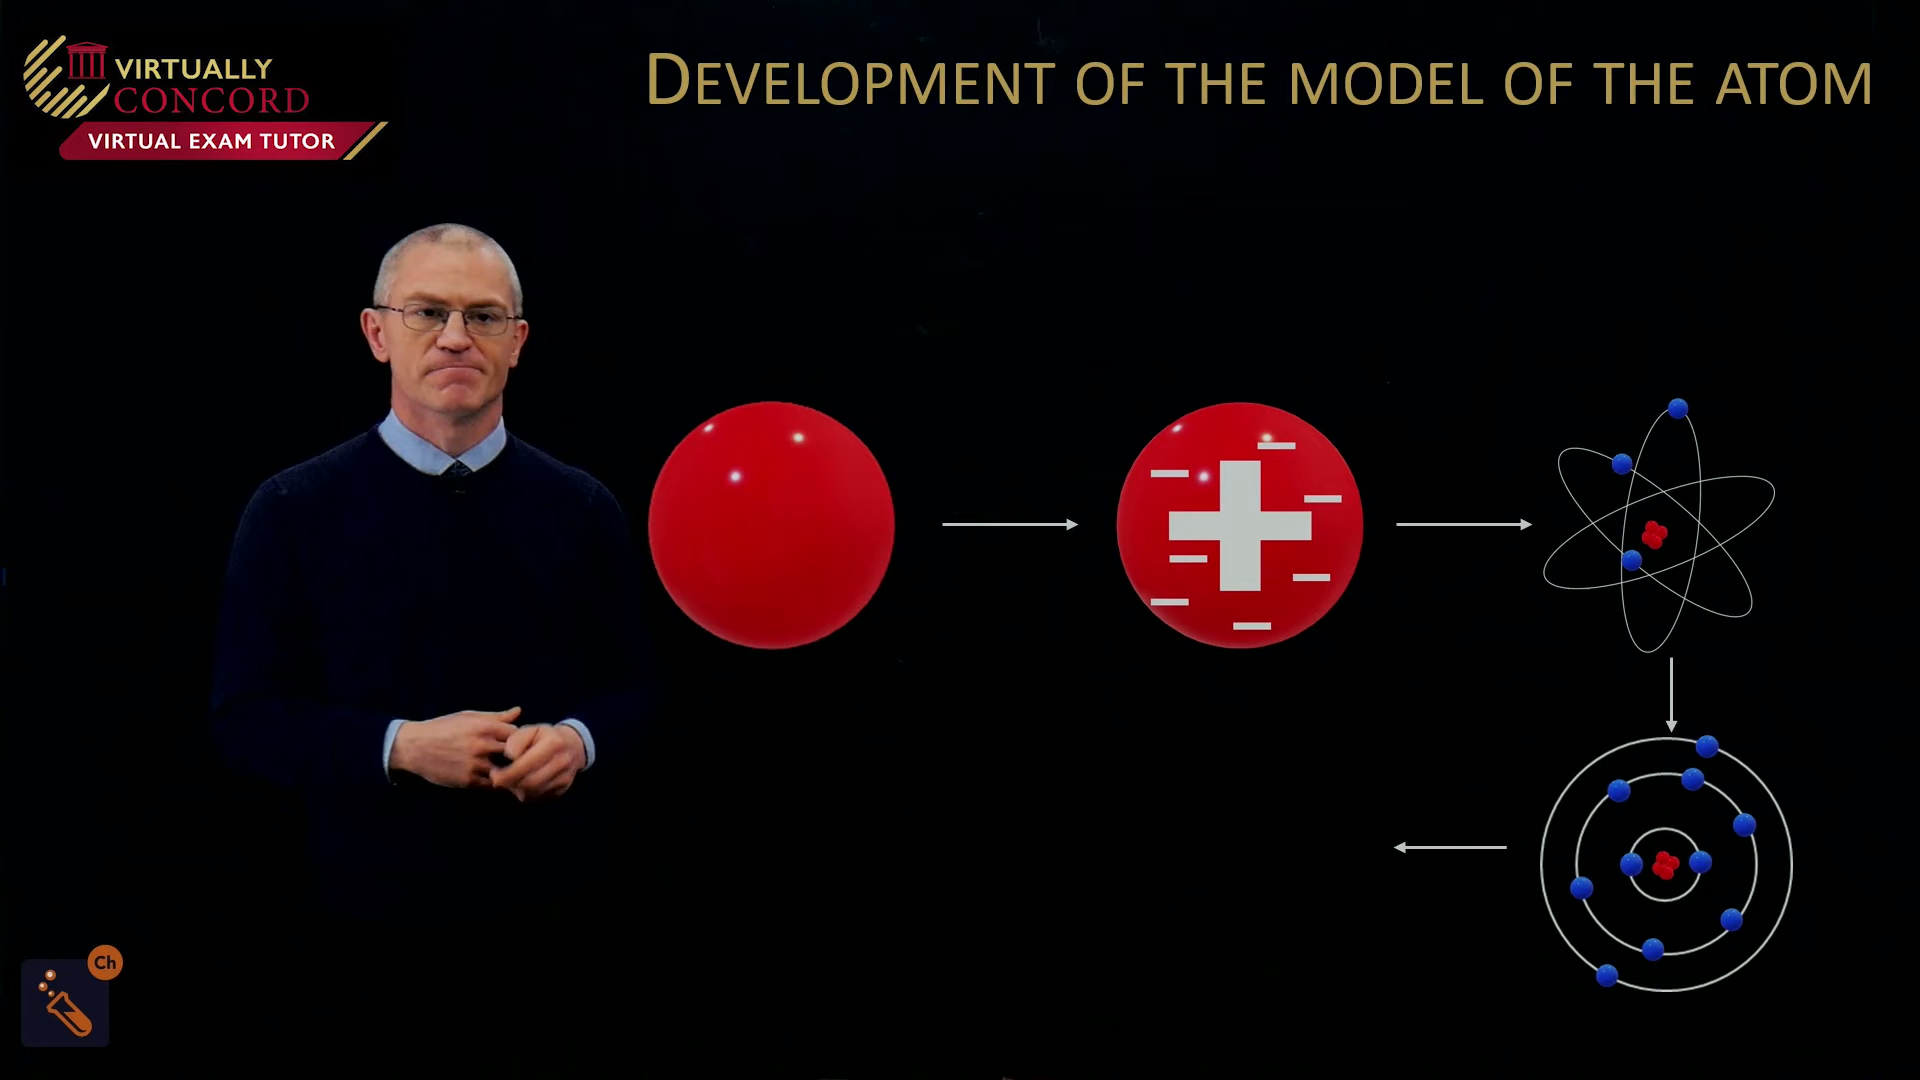 VIRTUALLY
CONCORD
VIRTUAL EXAM TUTOR
DEVELOPMENT OF THE MODEL OF THE ATOM
Ch